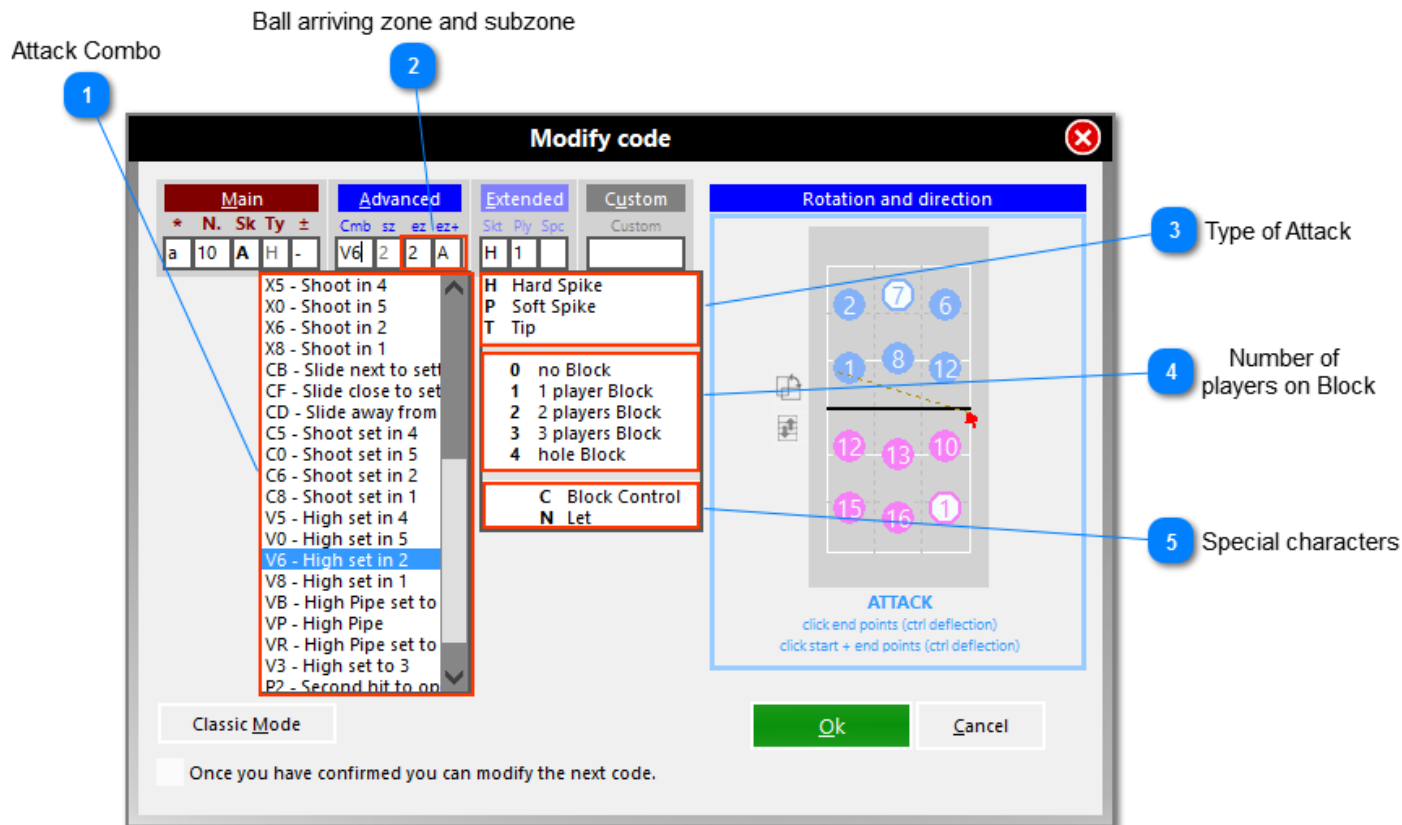 Ball arriving zone and subzone
Attack Combo
2
1
Modify code
Main Advanced Extended Custom Rotation and direction
* N. Sk Ty ± Cmb sz ez ez+ Skt Ply Spc Custom
a 10 A H - V6 2 2 A H 1
X5 - Shoot in 4
X0 - Shoot in 5
X6 - Shoot in 2
X8 - Shoot in 1
CB - Slide next to sett
CF - Slide close to set
CD - Slide away from
C5 - Shoot set in 4
C0 - Shoot set in 5
C6 - Shoot set in 2
C8 - Shoot set in 1
V5 - High set in 4
V0 - High set in 5
V6 - High set in 2
V8 - High set in 1
VB - High Pipe set to
VP - High Pipe
VR - High Pipe set to
V3 - High set to 3
P2 - Second hit to op
H Hard Spike
P Soft Spike
T Tip
0 no Block
1 1 player Block
2 2 players Block
3 3 players Block
4 hole Block
C Block Control
N Let
2 7 6
1 8 12
12 13 10
15 16 1
ATTACK
click end points (ctrl deflection)
click start + end points (ctrl deflection)
3 Type of Attack
4 Number of
players on Block
5 Special characters
Classic Mode
Ok
Cancel
Once you have confirmed you can modify the next code.